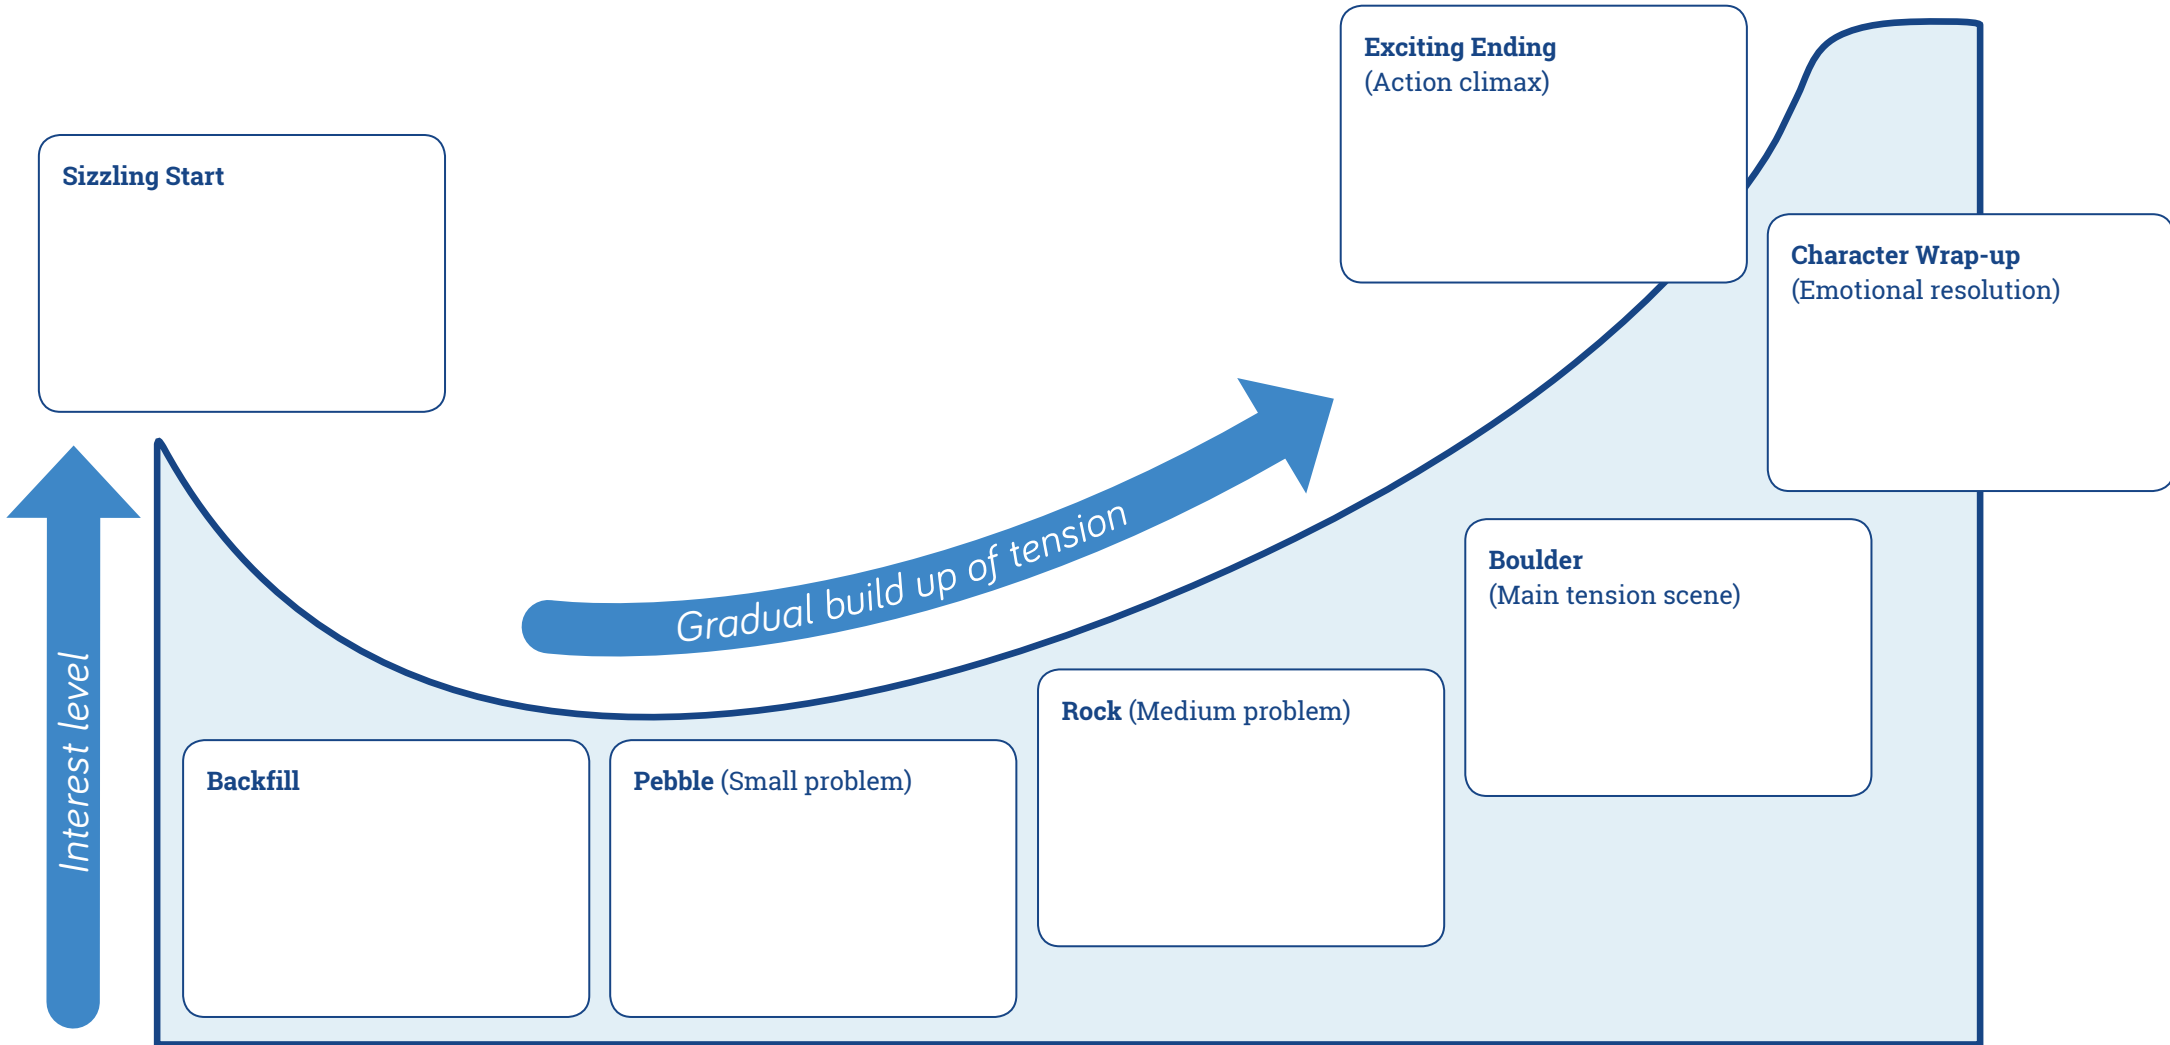 Sizzling Start
Interest level
Backfill
Pebble (Small problem)
Gradual build up of tension
Rock (Medium problem)
Boulder
(Main tension scene)
Exciting Ending
(Action climax)
Character Wrap-up
(Emotional resolution)